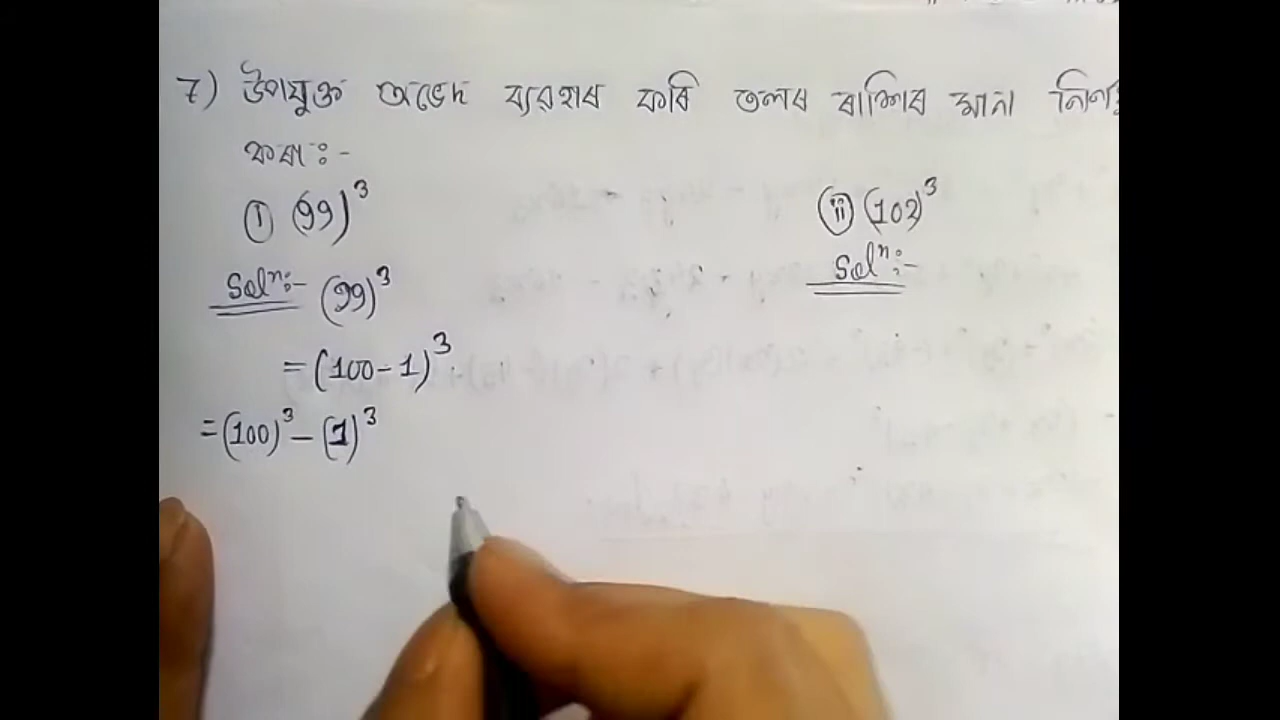 7) উপযুক্ত অভেদ ব্যৱহাৰ কৰি তলৰ ৰাশিৰ মান
কৰাঃ-
① (99)³
ⅱ (102)³
Solⁿ:- (99)³
Solⁿ:-
= (100-1)³
= (100)³ - (1)³